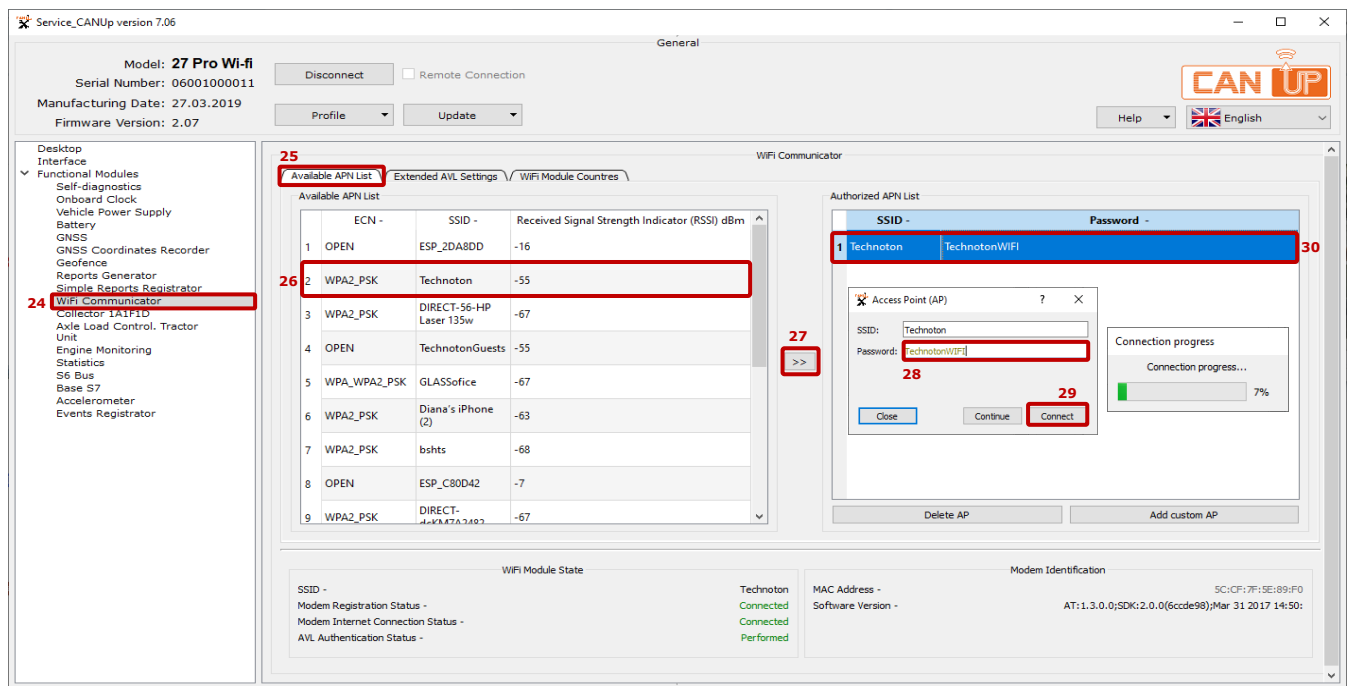 Service_CANUp version 7.06
General
Model: 27 Pro Wi-fi
Serial Number: 06001000011
Manufacturing Date: 27.03.2019
Firmware Version: 2.07
Disconnect
Remote Connection
Profile
Update
CAN UP
Help
English
Desktop
Interface
Functional Modules
Self-diagnostics
Onboard Clock
Vehicle Power Supply
Battery
GNSS
GNSS Coordinates Recorder
Geofence
Reports Generator
Simple Reports Registrator
24
WiFi Communicator
Collector 1A1F1D
Axle Load Control. Tractor
Unit
Engine Monitoring
Statistics
S6 Bus
Base S7
Accelerometer
Events Registrator
WiFi Communicator
25
Available APN List
Extended AVL Settings
WiFi Module Countres
Available APN List
ECN - SSID - Received Signal Strength Indicator (RSSI) dBm
1 OPEN ESP_2DA8DD -16
26 2 WPA2_PSK Technoton -55
3 WPA2_PSK DIRECT-56-HP Laser 135w -67
4 OPEN TechnotonGuests -55
5 WPA_WPA2_PSK GLASSofice -67
6 WPA2_PSK Diana's iPhone (2) -63
7 WPA2_PSK bshts -68
8 OPEN ESP_C80D42 -7
9 WPA2_PSK DIRECT- -67
27
>>
Authorized APN List
SSID - Password -
1 Technoton TechnotonWIFI 30
Access Point (AP) ? X
SSID: Technoton
Password: TechnotonWIFI
28
29
Close
Continue
Connect
Connection progress
Connection progress...
7%
Delete AP
Add custom AP
WiFi Module State
SSID - Technoton
Modem Registration Status - Connected
Modem Internet Connection Status - Connected
AVL Authentication Status - Performed
Modem Identification
MAC Address - 5C:CF:7F:5E:89:F0
Software Version - AT:1.3.0.0;SDK:2.0.0(6ccde98);Mar 31 2017 14:50: